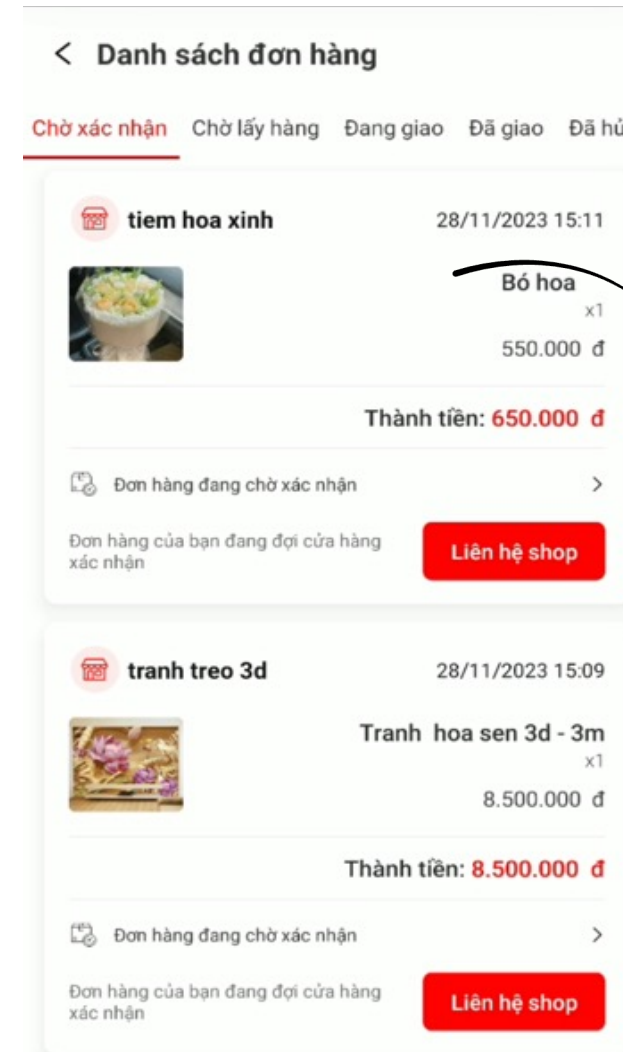 Danh sách đơn hàng
Chờ xác nhận Chờ lấy hàng Đang giao Đã giao Đã hủ
tiem hoa xinh 28/11/2023 15:11
Bó hoa
x1
550.000 đ
Thành tiền: 650.000 đ
Đơn hàng đang chờ xác nhận
Đơn hàng của bạn đang đợi cửa hàng
xác nhận
Liên hệ shop
tranh treo 3d 28/11/2023 15:09
Tranh hoa sen 3d - 3m
x1
8.500.000 đ
Thành tiền: 8.500.000 đ
Đơn hàng đang chờ xác nhận
Đơn hàng của bạn đang đợi cửa hàng
xác nhận
Liên hệ shop